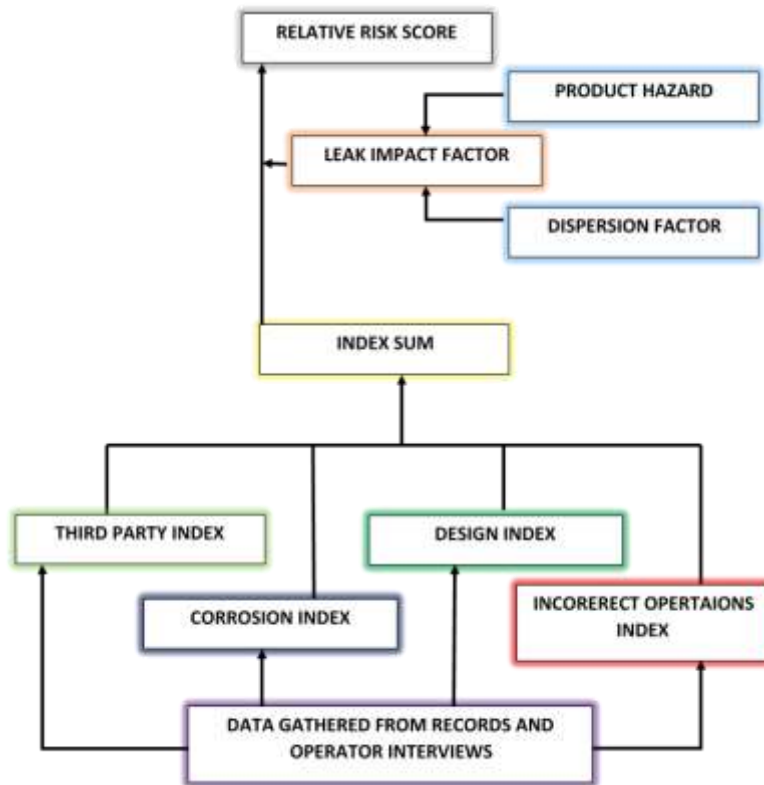 RELATIVE RISK SCORE
PRODUCT HAZARD
LEAK IMPACT FACTOR
DISPERSION FACTOR
INDEX SUM
THIRD PARTY INDEX
DESIGN INDEX
CORROSION INDEX
INCORERECT OPERTAIONS
INDEX
DATA GATHERED FROM RECORDS AND
OPERATOR INTERVIEWS